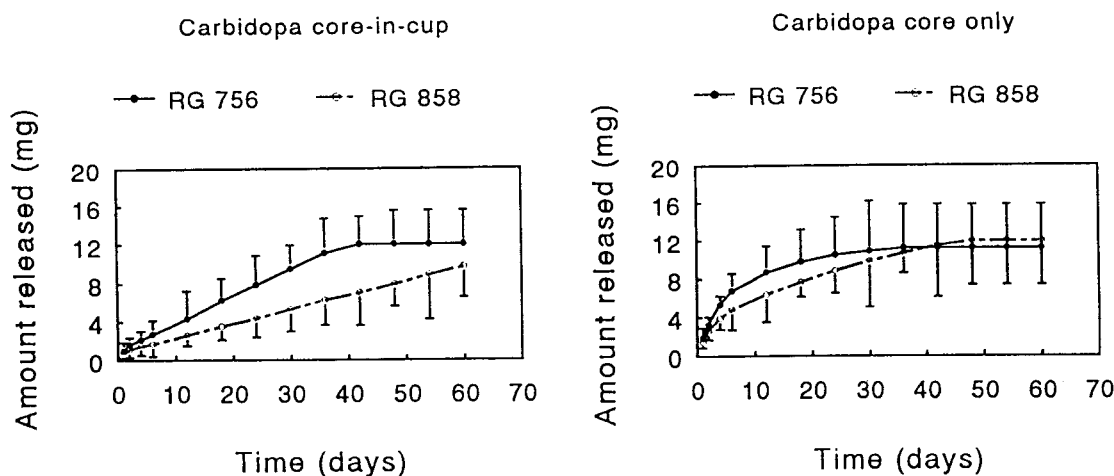 Carbidopa core-in-cup
RG 756 RG 858
Amount released (mg)
20
16
12
8
4
0
0 10 20 30 40 50 60 70
Time (days)
Carbidopa core only
RG 756 RG 858
Amount released (mg)
20
16
12
8
4
0
0 10 20 30 40 50 60 70
Time (days)